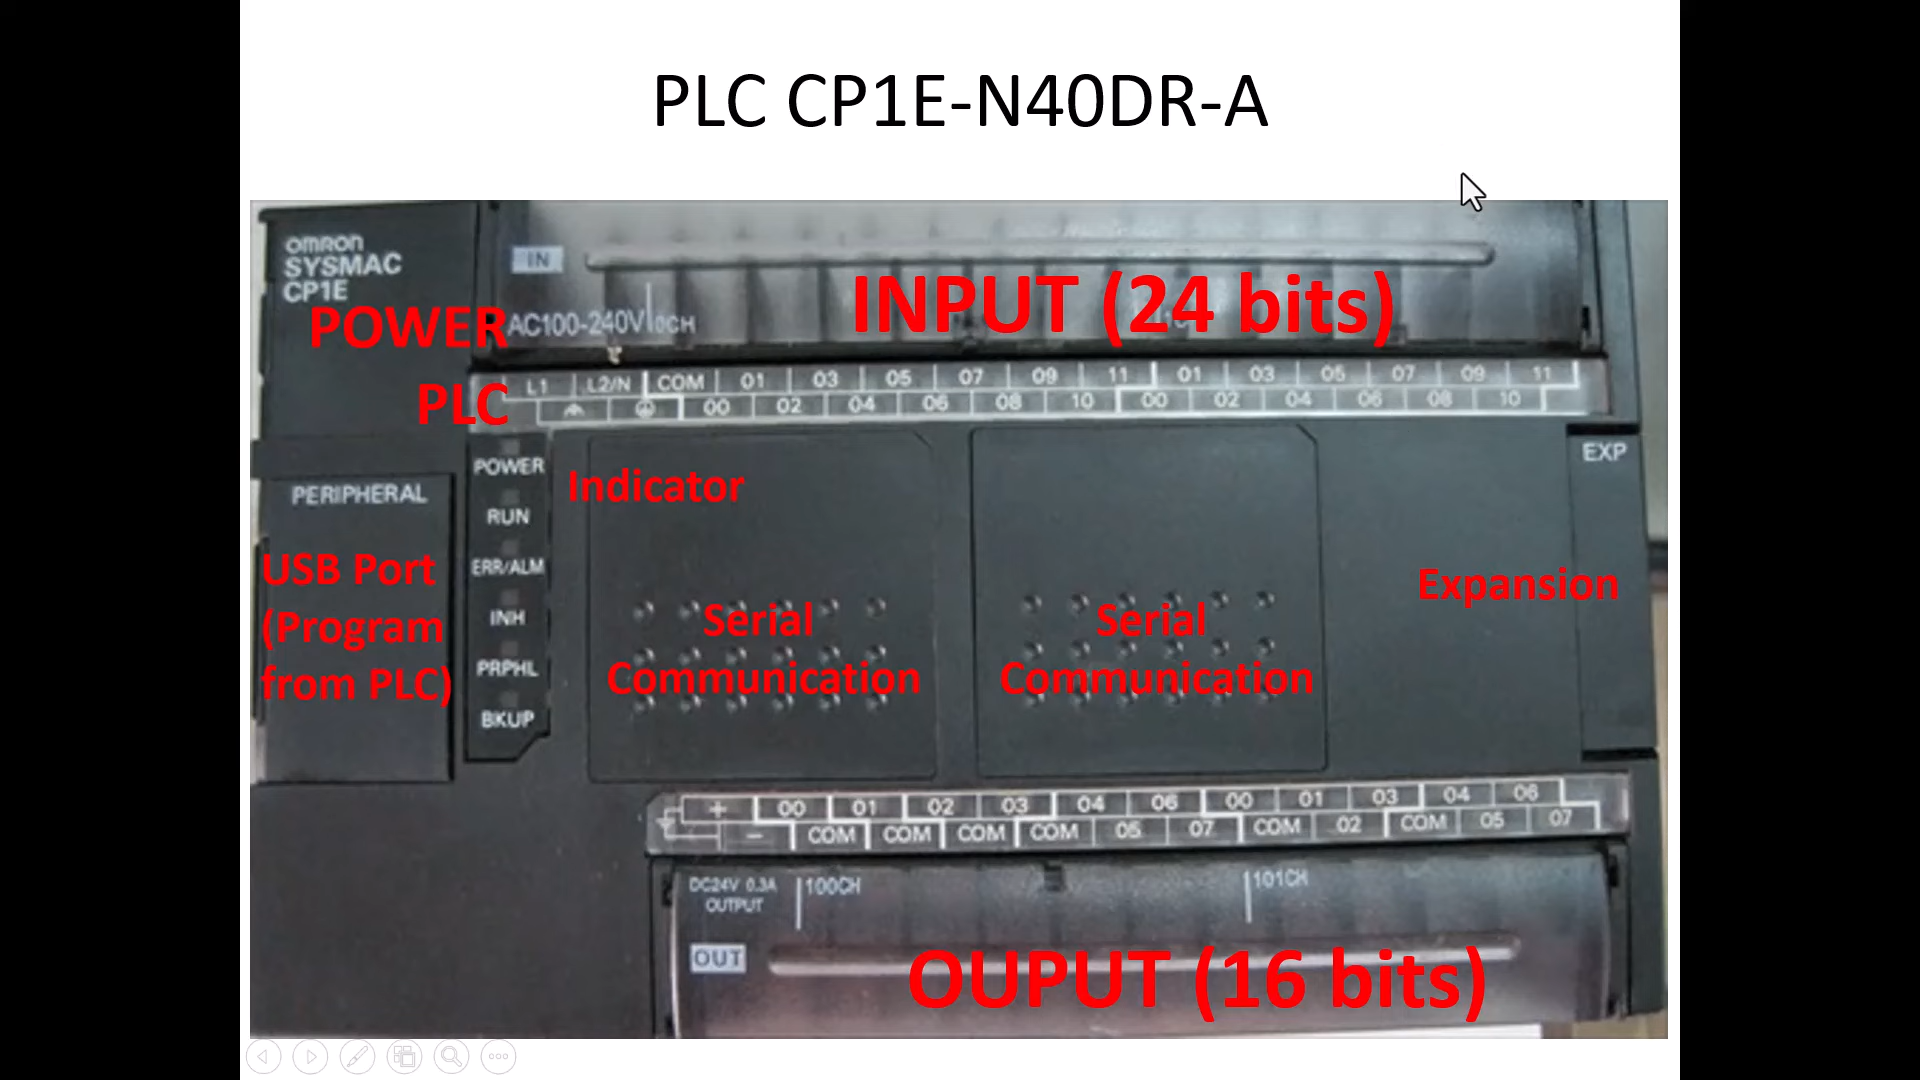 PLC CP1E-N40DR-A
omron
SYSMAC
CP1E
IN
INPUT (24 bits)
POWER
PLC
AC100-240V 0CH
L1 L2/N COM 01 03 05 07 09 11 01 03 05 07 09 11
00 02 04 06 08 10 00 02 04 06 08 10
POWER
RUN
ERR/ALM
INH
PRPHL
BKUP
Indicator
PERIPHERAL
USB Port
(Program
from PLC)
Serial
Communication
Serial
Communication
EXP
Expansion
+ 00 01 02 03 04 06 00 01 03 04 06
- COM COM COM COM 05 07 COM 02 COM 05 07
DC24V 0.3A
OUTPUT
100CH
101CH
OUT
OUPUT (16 bits)